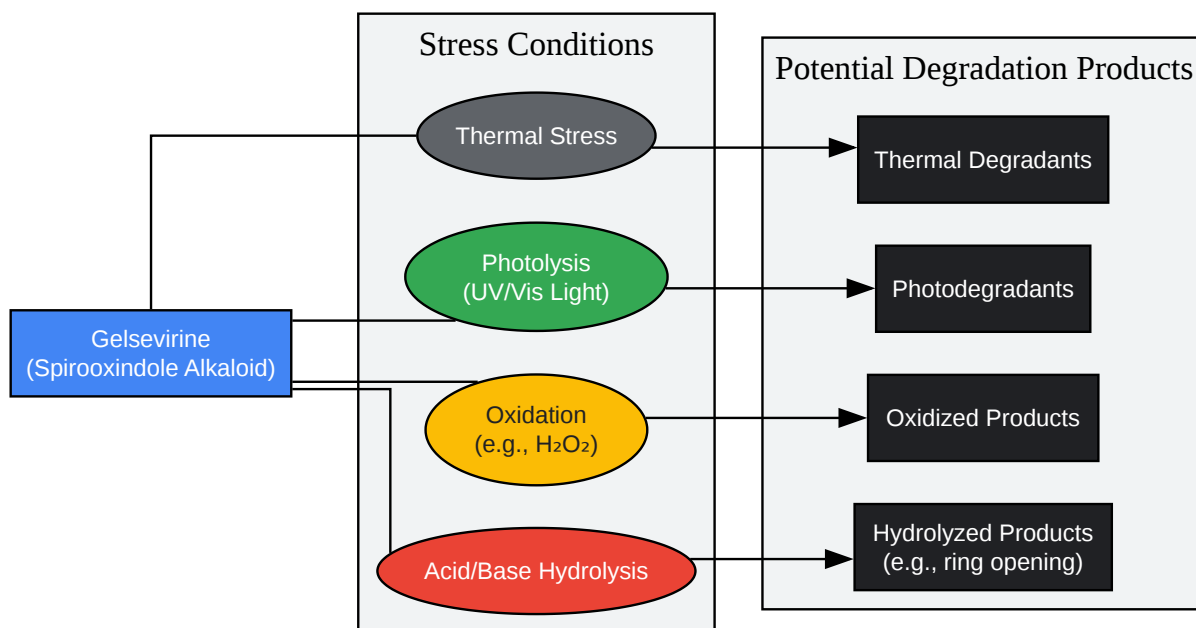 Stress Conditions
Potential Degradation Products
Thermal Stress
Thermal Degradants
Photolysis
(UV/Vis Light)
Photodegradants
Gelsevirine
(Spirooxindole Alkaloid)
Oxidation
(e.g., H₂O₂)
Oxidized Products
Acid/Base Hydrolysis
Hydrolyzed Products
(e.g., ring opening)